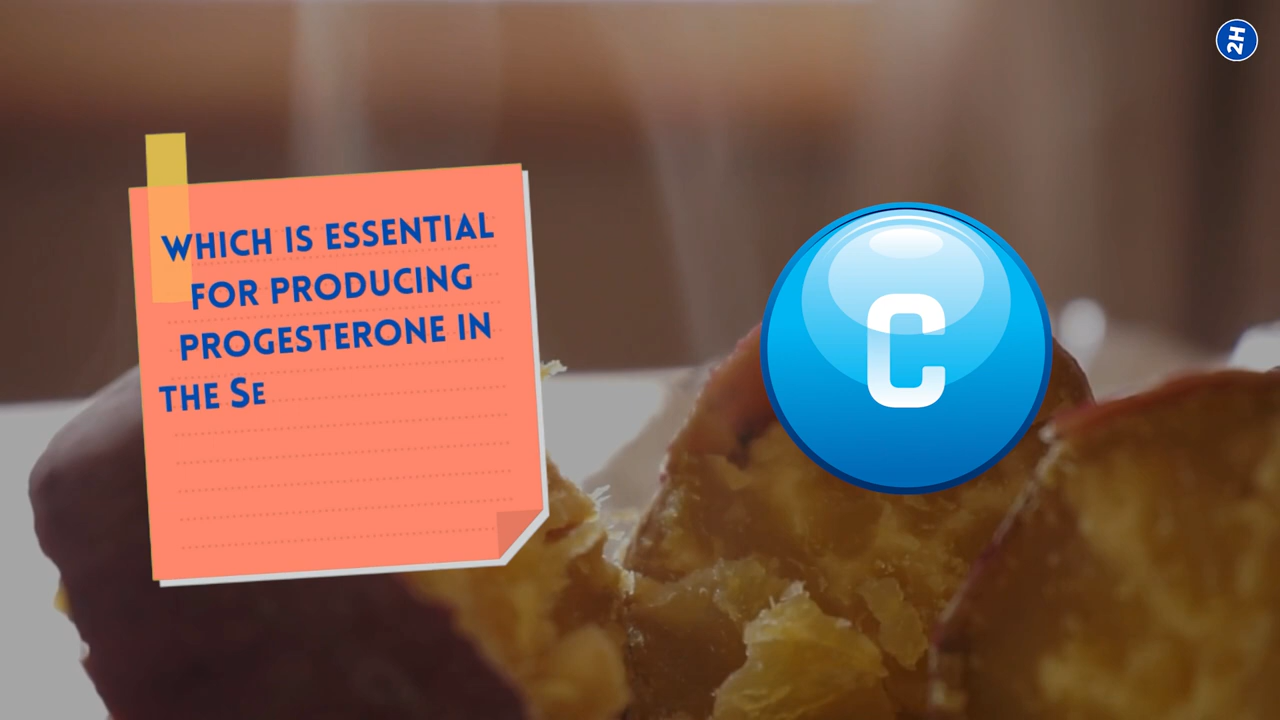 2H
WHICH IS ESSENTIAL
FOR PRODUCING
PROGESTERONE IN
THE SE
C